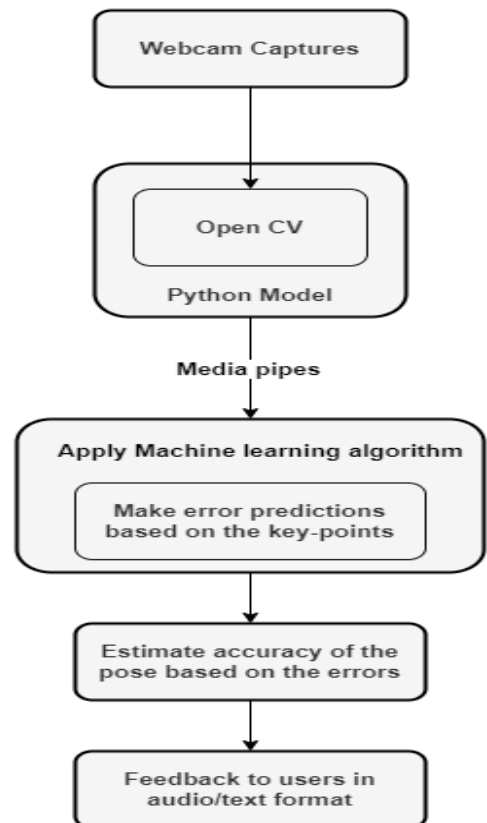 Webcam Captures
Open CV
Python Model
Media pipes
Apply Machine learning algorithm
Make error predictions
based on the key-points
Estimate accuracy of the
pose based on the errors
Feedback to users in
audio/text format